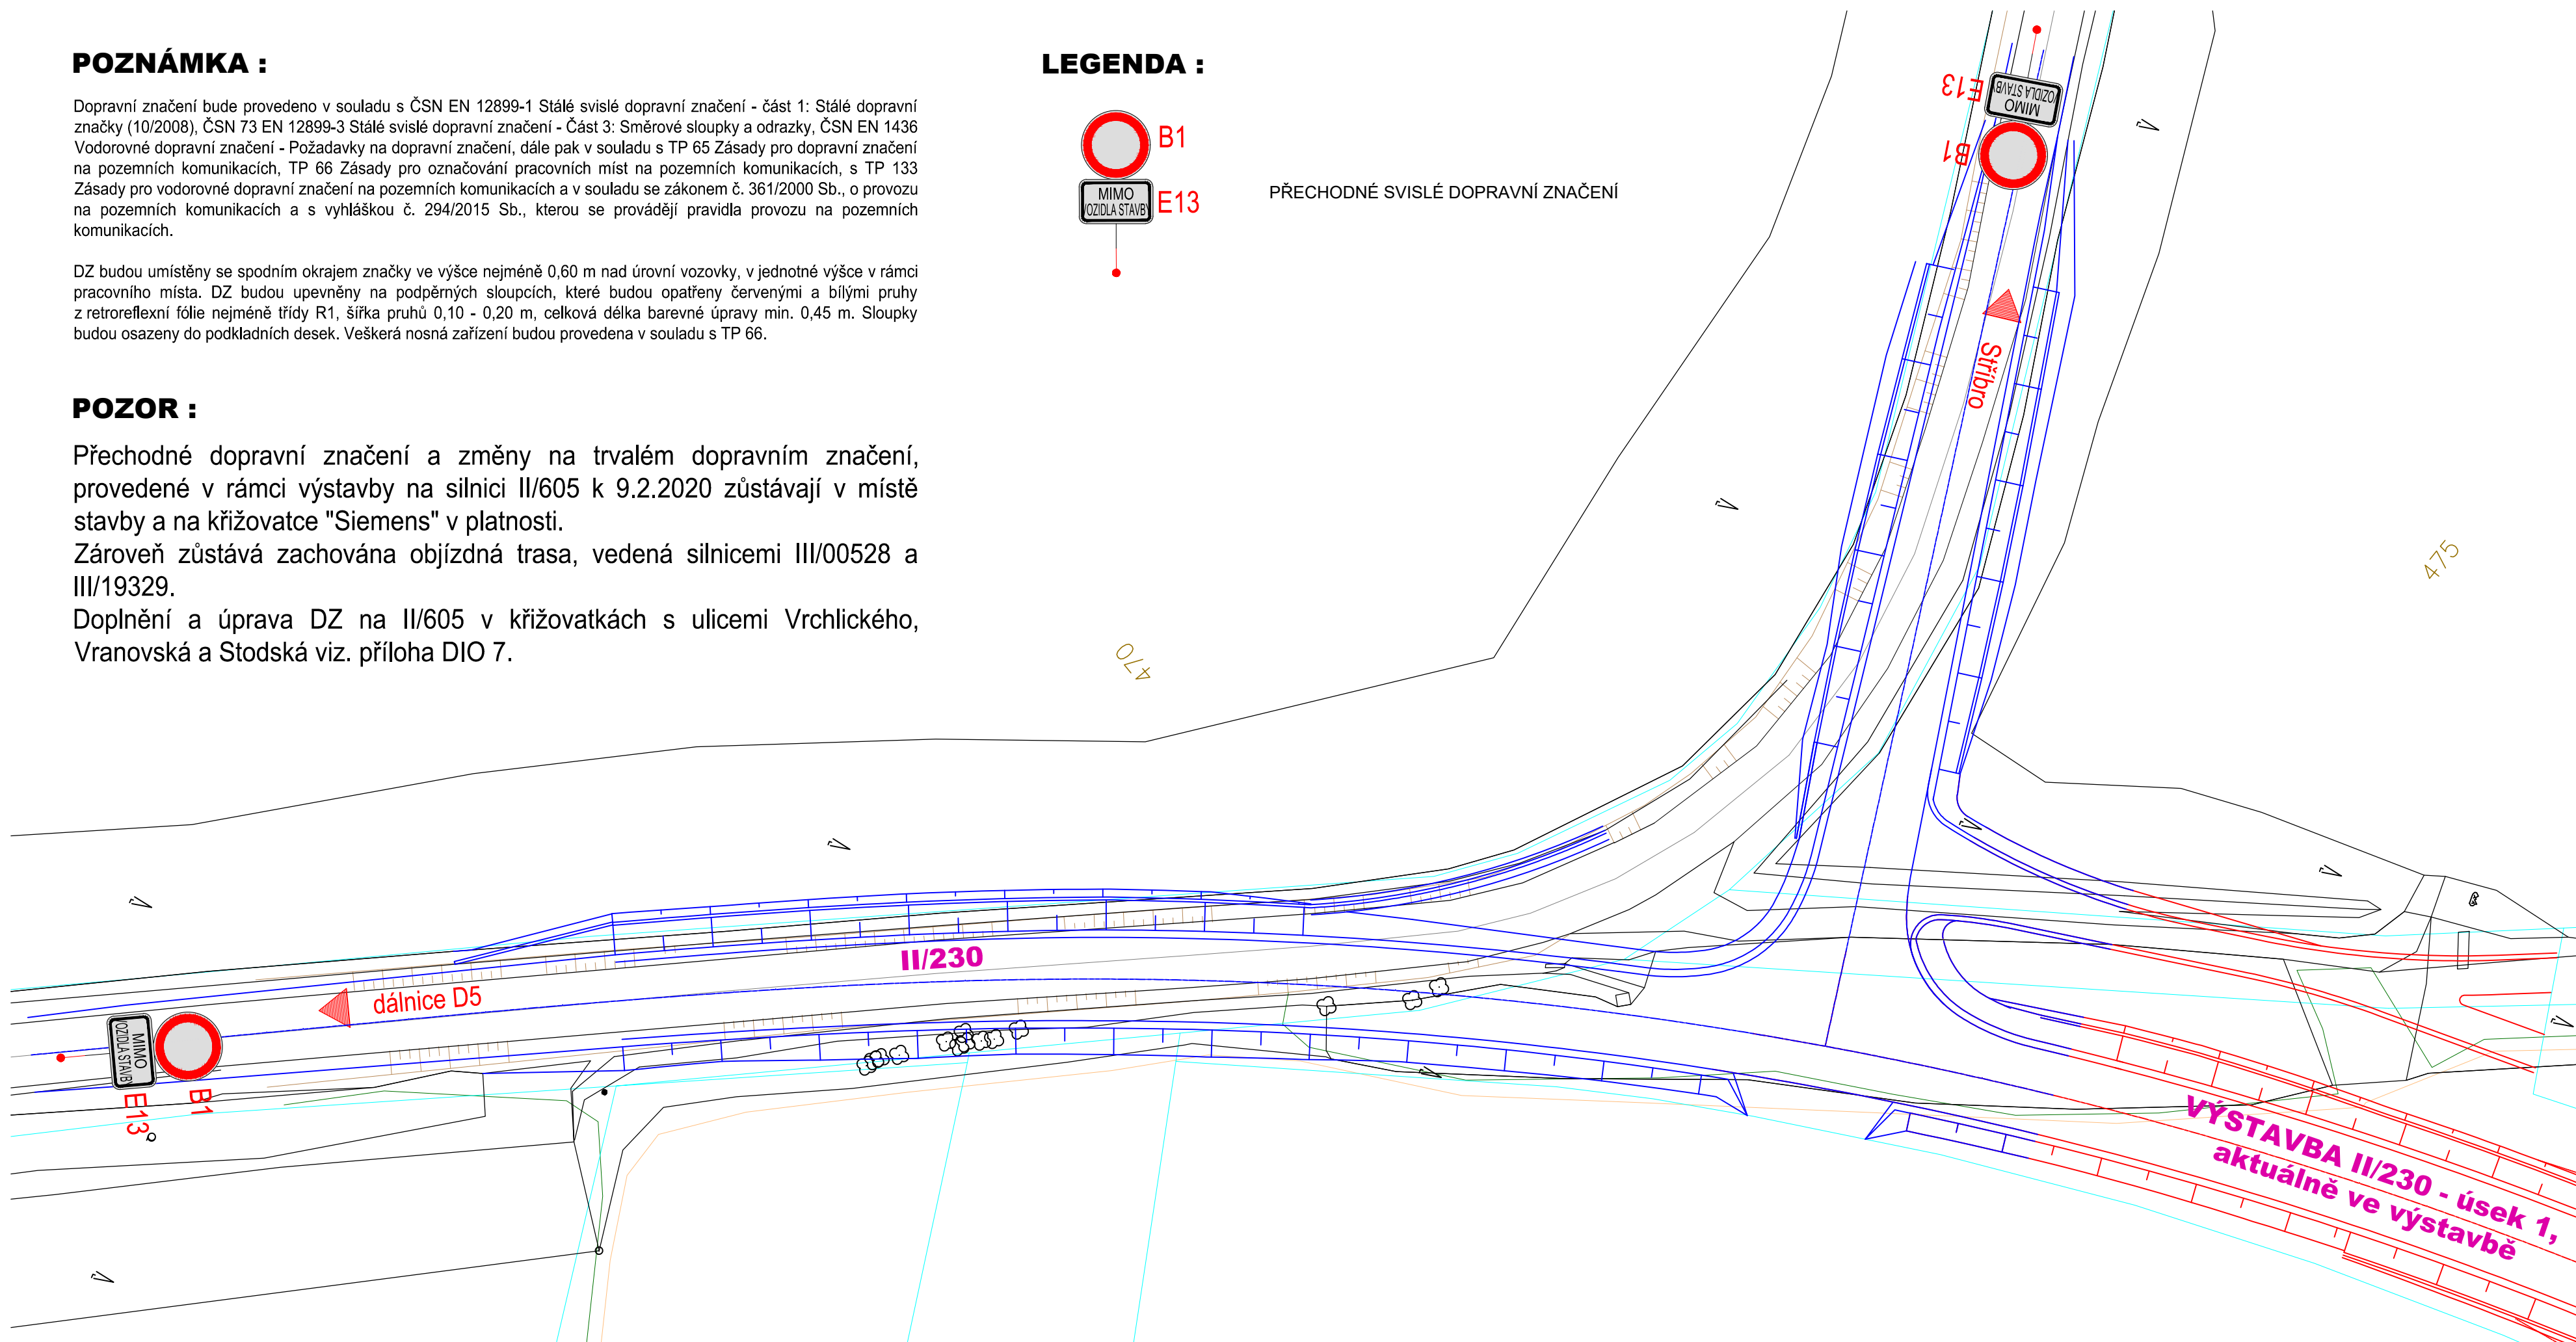 POZNÁMKA :
Dopravní značení bude provedeno v souladu s ČSN EN 12899-1 Stálé svislé dopravní značení - část 1: Stálé dopravní
značky (10/2008), ČSN 73 EN 12899-3 Stálé svislé dopravní značení - Část 3: Směrové sloupky a odrazky, ČSN EN 1436
Vodorovné dopravní značení - Požadavky na dopravní značení, dále pak v souladu s TP 65 Zásady pro dopravní značení
na pozemních komunikacích, TP 66 Zásady pro označování pracovních míst na pozemních komunikacích, s TP 133
Zásady pro vodorovné dopravní značení na pozemních komunikacích a v souladu se zákonem č. 361/2000 Sb., o provozu
na pozemních komunikacích a s vyhláškou č. 294/2015 Sb., kterou se provádějí pravidla provozu na pozemních
komunikacích.
DZ budou umístěny se spodním okrajem značky ve výšce nejméně 0,60 m nad úrovní vozovky, v jednotné výšce v rámci
pracovního místa. DZ budou upevněny na podpěrných sloupcích, které budou opatřeny červenými a bílými pruhy
z retroreflexní fólie nejméně třídy R1, šířka pruhů 0,10 - 0,20 m, celková délka barevné úpravy min. 0,45 m. Sloupky
budou osazeny do podkladních desek. Veškerá nosná zařízení budou provedena v souladu s TP 66.
POZOR :
Přechodné dopravní značení a změny na trvalém dopravním značení,
provedené v rámci výstavby na silnici II/605 k 9.2.2020 zůstávají v místě
stavby a na křižovatce "Siemens" v platnosti.
Zároveň zůstává zachována objízdná trasa, vedená silnicemi III/00528 a
III/19329.
Doplnění a úprava DZ na II/605 v křižovatkách s ulicemi Vrchlického,
Vranovská a Stodská viz. příloha DIO 7.
LEGENDA :
B1
MIMO
VOZIDLA STAVBY
E13
PŘECHODNÉ SVISLÉ DOPRAVNÍ ZNAČENÍ
E13
MIMO
VOZIDLA STAVBY
B1
Stříbro
475
470
II/230
dálnice D5
MIMO
VOZIDLA STAVBY
B1
E13
VÝSTAVBA II/230 - úsek 1,
aktuálně ve výstavbě